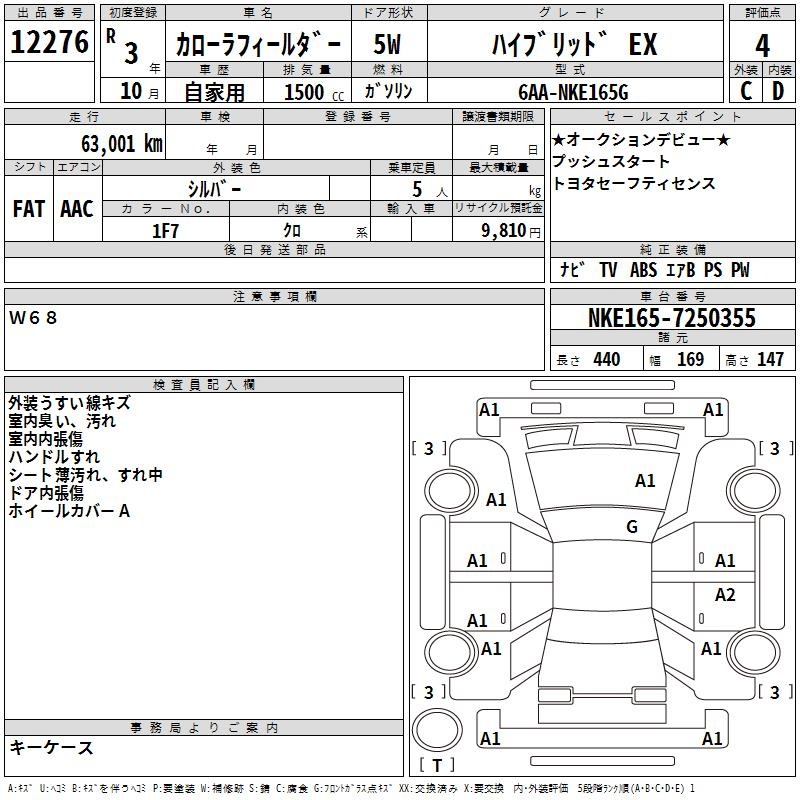 出品番号
12276
初度登録
R 3 年
10 月
車名
カローラフィールダー
ドア形状
5W
グレード
ハイブリッド EX
評価点
4
車歴
自家用
排気量
1500 CC
燃料
ガソリン
型式
6AA-NKE165G
外装 内装
C D
走行
63,001 km
車検
年 月
登録番号
譲渡書類期限
月 日
シフト
FAT
エアコン
AAC
外装色
シルバー
乗車定員
5 人
最大積載量
kg
カラーNo.
1F7
内装色
クロ 系
輸入車
リサイクル預託金
9,810 円
後日発送部品
セールスポイント
★オークションデビュー★
プッシュスタート
トヨタセーフティセンス
純正装備
ナビ TV ABS エアB PS PW
注意事項欄
W68
車台番号
NKE165-7250355
諸元
長さ 440 幅 169 高さ 147
検査員記入欄
外装うすい線キズ
室内臭い、汚れ
室内内張傷
ハンドルすれ
シート薄汚れ、すれ中
ドア内張傷
ホイールカバーA
事務局よりご案内
キーケース
A1 A1
[ 3 ] [ 3 ]
A1
A1
G
A1 A1
A2
A1
A1 A1
[ 3 ] [ 3 ]
A1 A1
[ T ]
A:キズ U:ヘコミ B:キズを伴うヘコミ P:要塗装 W:補修跡 S:錆 C:腐食 G:フロントガラス点キズ XX:交換済み X:要交換 内・外装評価 5段階ランク順(A・B・C・D・E) 1